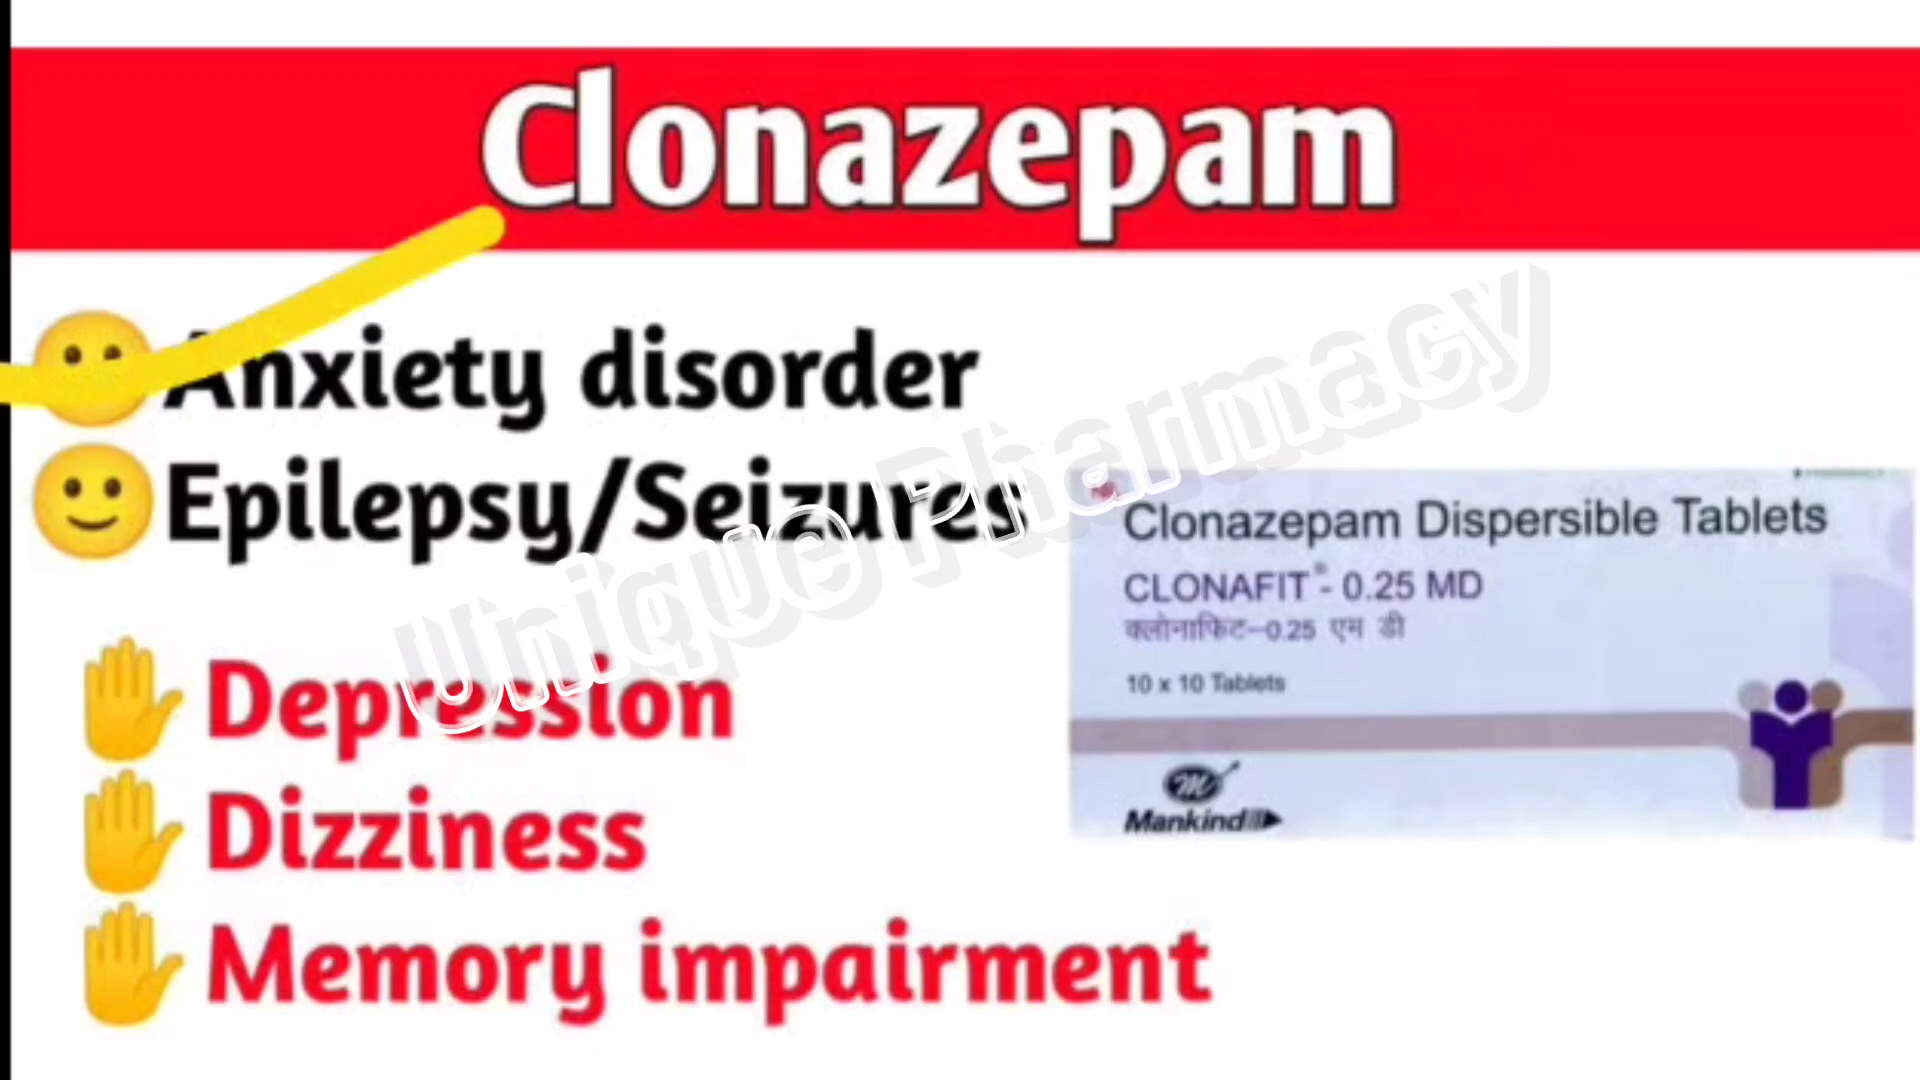 Clonazepam
Anxiety disorder
Epilepsy/Seizures
Depression
Dizziness
Memory impairment
Unique Pharmacy
Clonazepam Dispersible Tablets
CLONAFIT® - 0.25 MD
क्लोनाफिट–0.25 एम डी
10 x 10 Tablets
Mankind